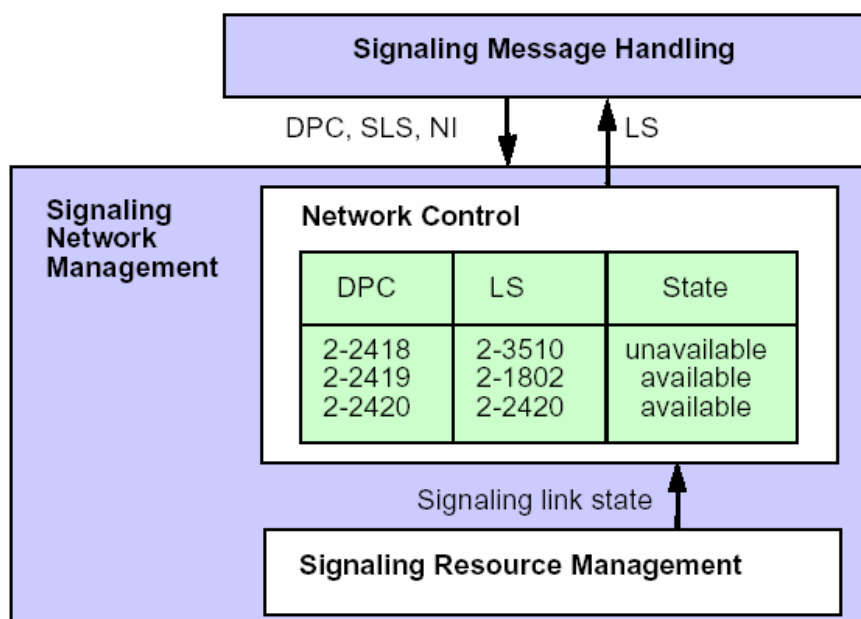 Signaling Message Handling
DPC, SLS, NI
LS
Signaling
Network
Management
Network Control
DPC LS State
2-2418 2-3510 unavailable
2-2419 2-1802 available
2-2420 2-2420 available
Signaling link state
Signaling Resource Management